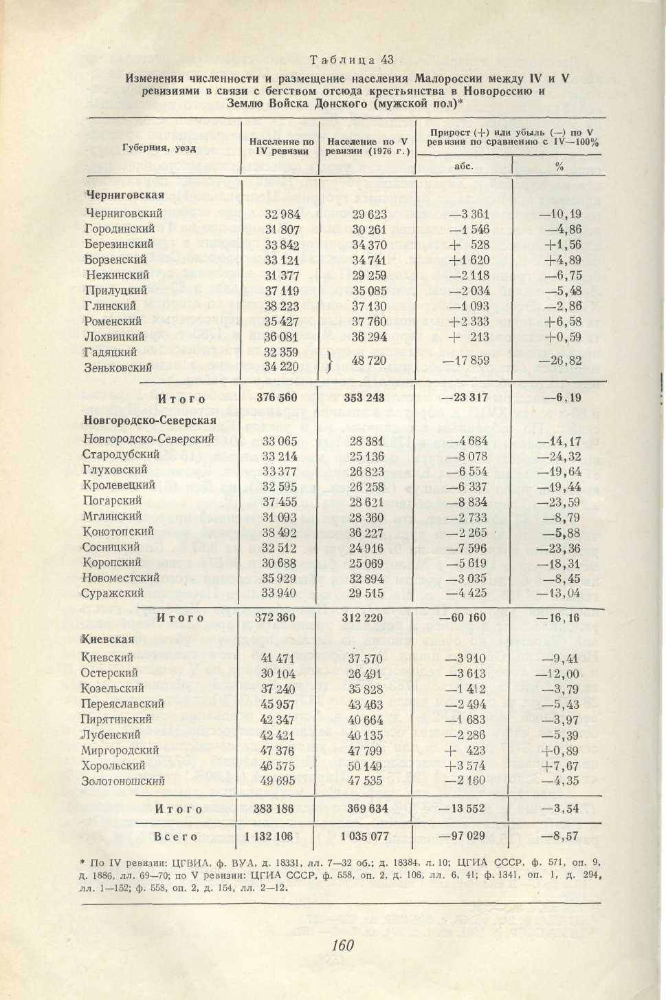 Таблица 43
Изменения численности и размещение населения Малороссии между IV и V
ревизиями в связи с бегством отсюда крестьянства в Новороссию и
Землю Войска Донского (мужской пол)*
Губерния, уезд | Население по IV ревизии | Население по V ревизии (1976 г.) | Прирост (+) или убыль (—) по V ревизии по сравнению с IV—100%
абс. | %
Черниговская
Черниговский 32 984 29 623 —3 361 —10,19
Городинский 31 807 30 261 —1 546 —4,86
Березинский 33 842 34 370 + 528 +1,56
Борзенский 33 121 34 741 +1 620 +4,89
Нежинский 31 377 29 259 —2 118 —6,75
Прилуцкий 37 119 35 085 —2 034 —5,48
Глинский 38 223 37 130 —1 093 —2,86
Роменский 35 427 37 760 +2 333 +6,58
Лохвицкий 36 081 36 294 + 213 +0,59
Гадяцкий 32 359
} 48 720 —17 859 —26,82
Зеньковский 34 220
Итого 376 560 353 243 —23 317 —6,19
Новгородско-Северская
Новгородско-Северский 33 065 28 381 —4 684 —14,17
Стародубский 33 214 25 136 —8 078 —24,32
Глуховский 33 377 26 823 —6 554 —19,64
Кролевецкий 32 595 26 258 —6 337 —19,44
Погарский 37 455 28 621 —8 834 —23,59
Мглинский 31 093 28 360 —2 733 —8,79
Конотопский 38 492 36 227 —2 265 —5,88
Сосницкий 32 512 24 916 —7 596 —23,36
Коропский 30 688 25 069 —5 619 —18,31
Новоместский 35 929 32 894 —3 035 —8,45
Суражский 33 940 29 515 —4 425 —13,04
Итого 372 360 312 220 —60 160 —16,16
Киевская
Киевский 41 471 37 570 —3 910 —9,41
Остерский 30 104 26 491 —3 613 —12,00
Козельский 37 240 35 828 —1 412 —3,79
Переяславский 45 957 43 463 —2 494 —5,43
Пирятинский 42 347 40 664 —1 683 —3,97
Лубенский 42 421 40 135 —2 286 —5,39
Миргородский 47 376 47 799 + 423 +0,89
Хорольский 46 575 50 149 +3 574 +7,67
Золотоношский 49 695 47 535 —2 160 —4,35
Итого 383 186 369 634 —13 552 —3,54
Всего 1 132 106 1 035 077 —97 029 —8,57
* По IV ревизии: ЦГВИА, ф. ВУА, д. 18331, лл. 7—32 об.; д. 18384, л. 10; ЦГИА СССР, ф. 571, оп. 9,
д. 1886, лл. 69—70; по V ревизии: ЦГИА СССР, ф. 558, оп. 2, д. 106, лл. 6, 41; ф. 1341, оп. 1, д. 294,
лл. 1—152; ф. 558, оп. 2, д. 154, лл. 2—12.
160